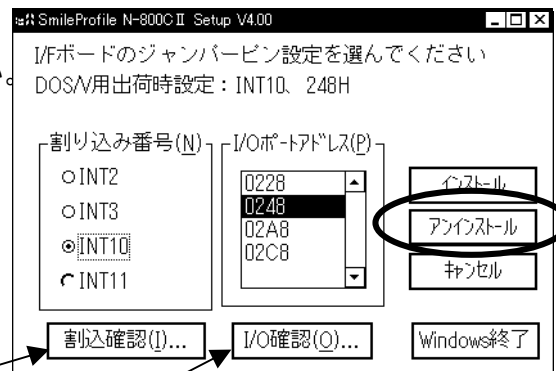 SmileProfile N-800CⅡ Setup V4.00
I/Fボードのジャンパーピン設定を選んでください
。
DOS/V用出荷時設定：INT10、248H
割り込み番号(N)
INT2
INT3
INT10
INT11
I/Oポートアドレス(P)
0228
0248
02A8
02C8
インストール
アンインストール
キャンセル
割込確認(I)...
I/O確認(O)...
Windows終了